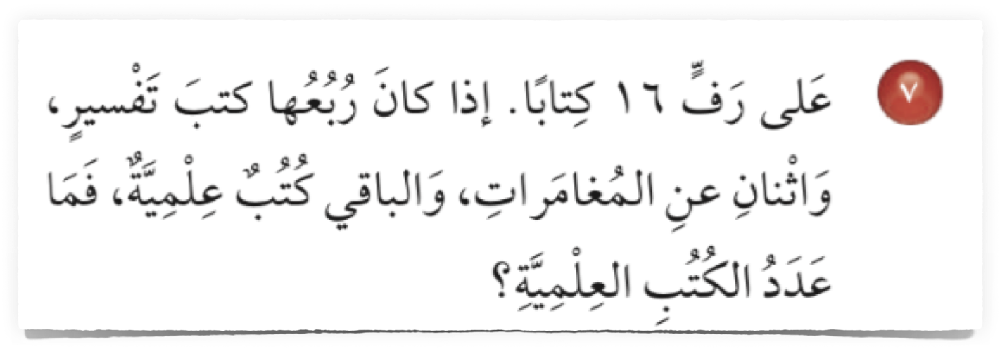 ٧
عَلى رَفٍّ ١٦ كِتابًا. إذا كانَ رُبُعُها كتبَ تَفْسيرٍ،
وَاثْنانِ عنِ المُغامَراتِ، وَالباقي كُتُبٌ عِلْمِيَّةٌ، فَمَا
عَدَدُ الكُتُبِ العِلْمِيَّةِ؟